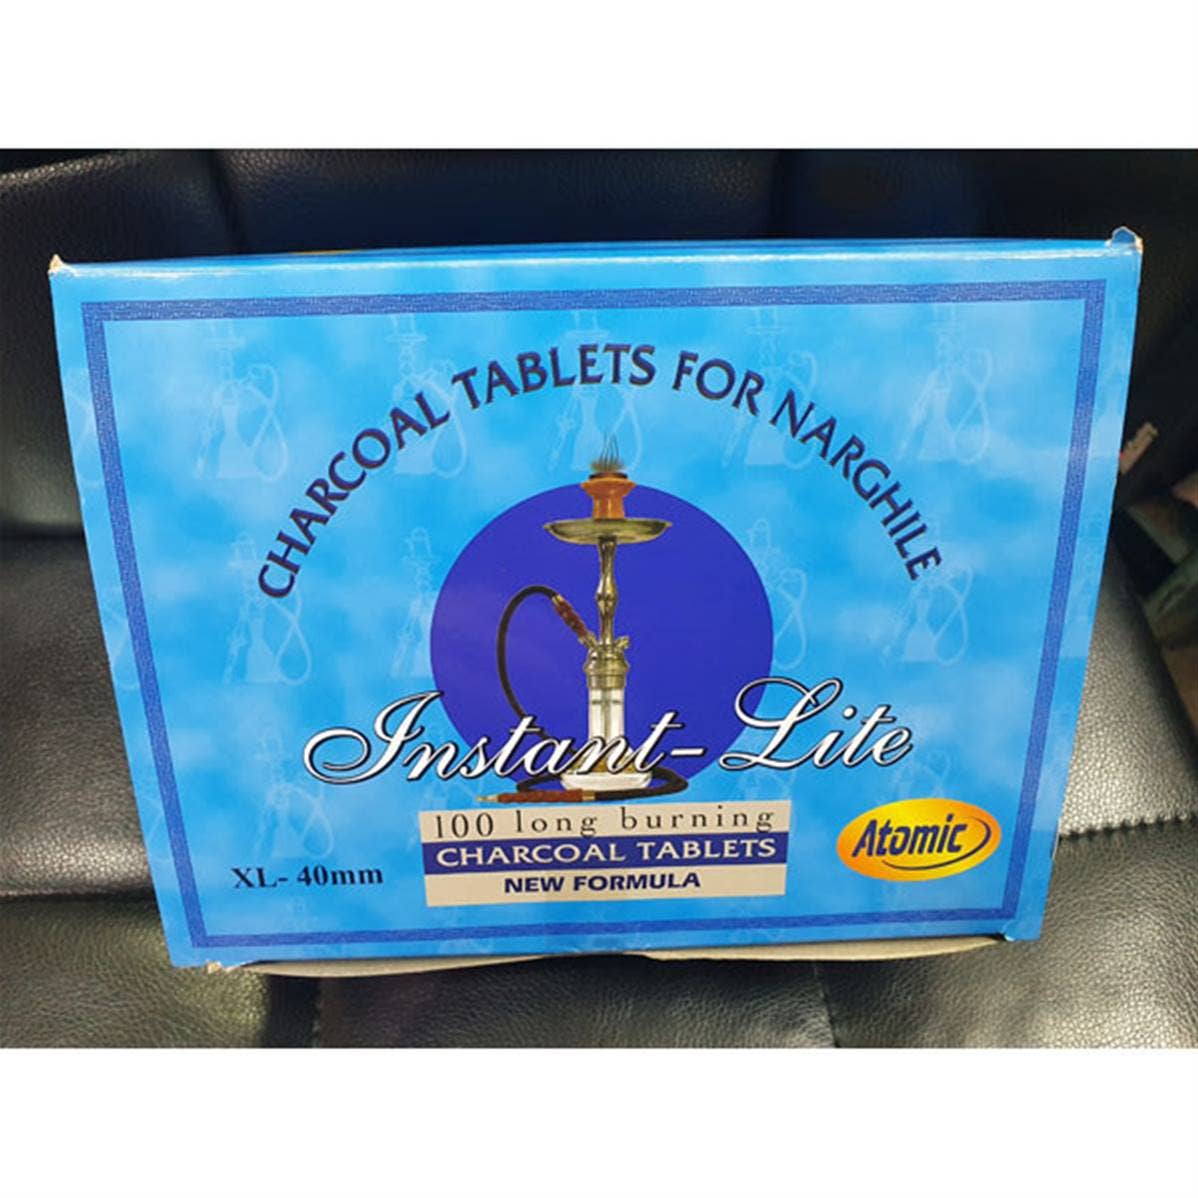 CHARCOAL TABLETS FOR NARGHILE
Instant-Lite
100 long burning
CHARCOAL TABLETS
NEW FORMULA
XL- 40mm
Atomic